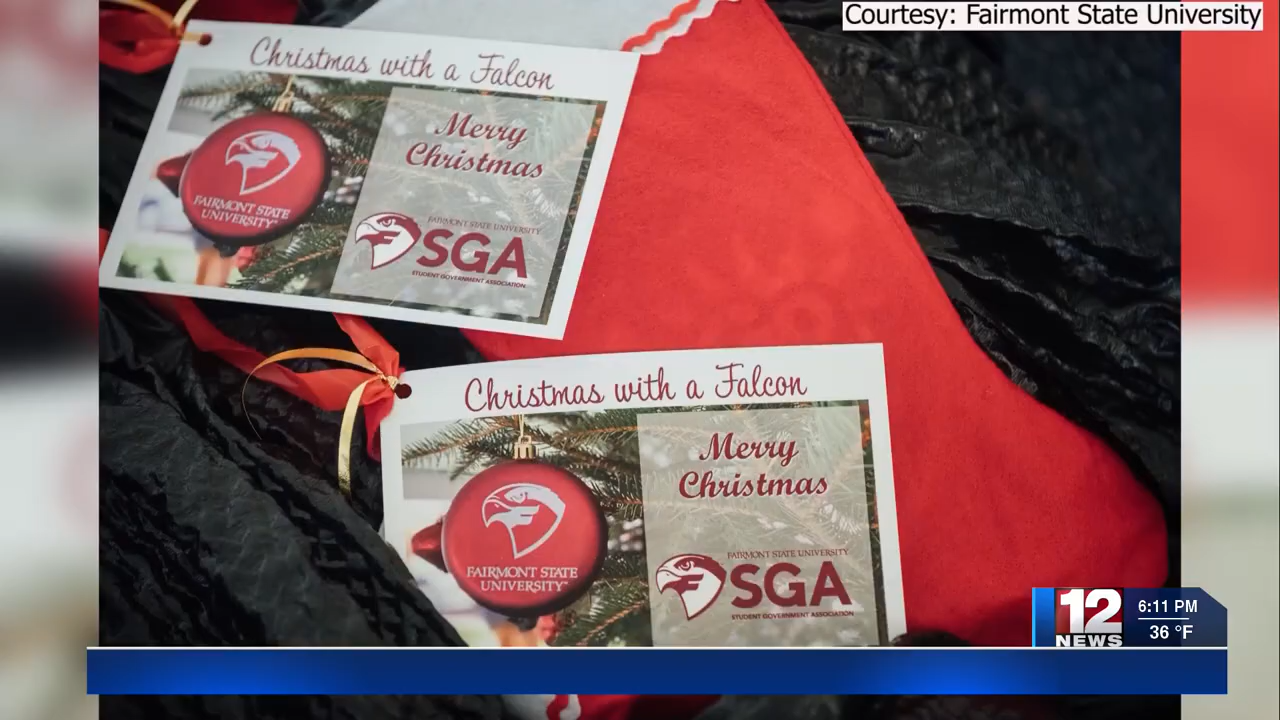 Courtesy: Fairmont State University
Christmas with a Falcon
Merry
Christmas
FAIRMONT STATE
UNIVERSITY
FAIRMONT STATE UNIVERSITY
SGA
STUDENT GOVERNMENT ASSOCIATION
Christmas with a Falcon
Merry
Christmas
FAIRMONT STATE
UNIVERSITY
FAIRMONT STATE UNIVERSITY
SGA
STUDENT GOVERNMENT ASSOCIATION
12
NEWS
6:11 PM
36 °F